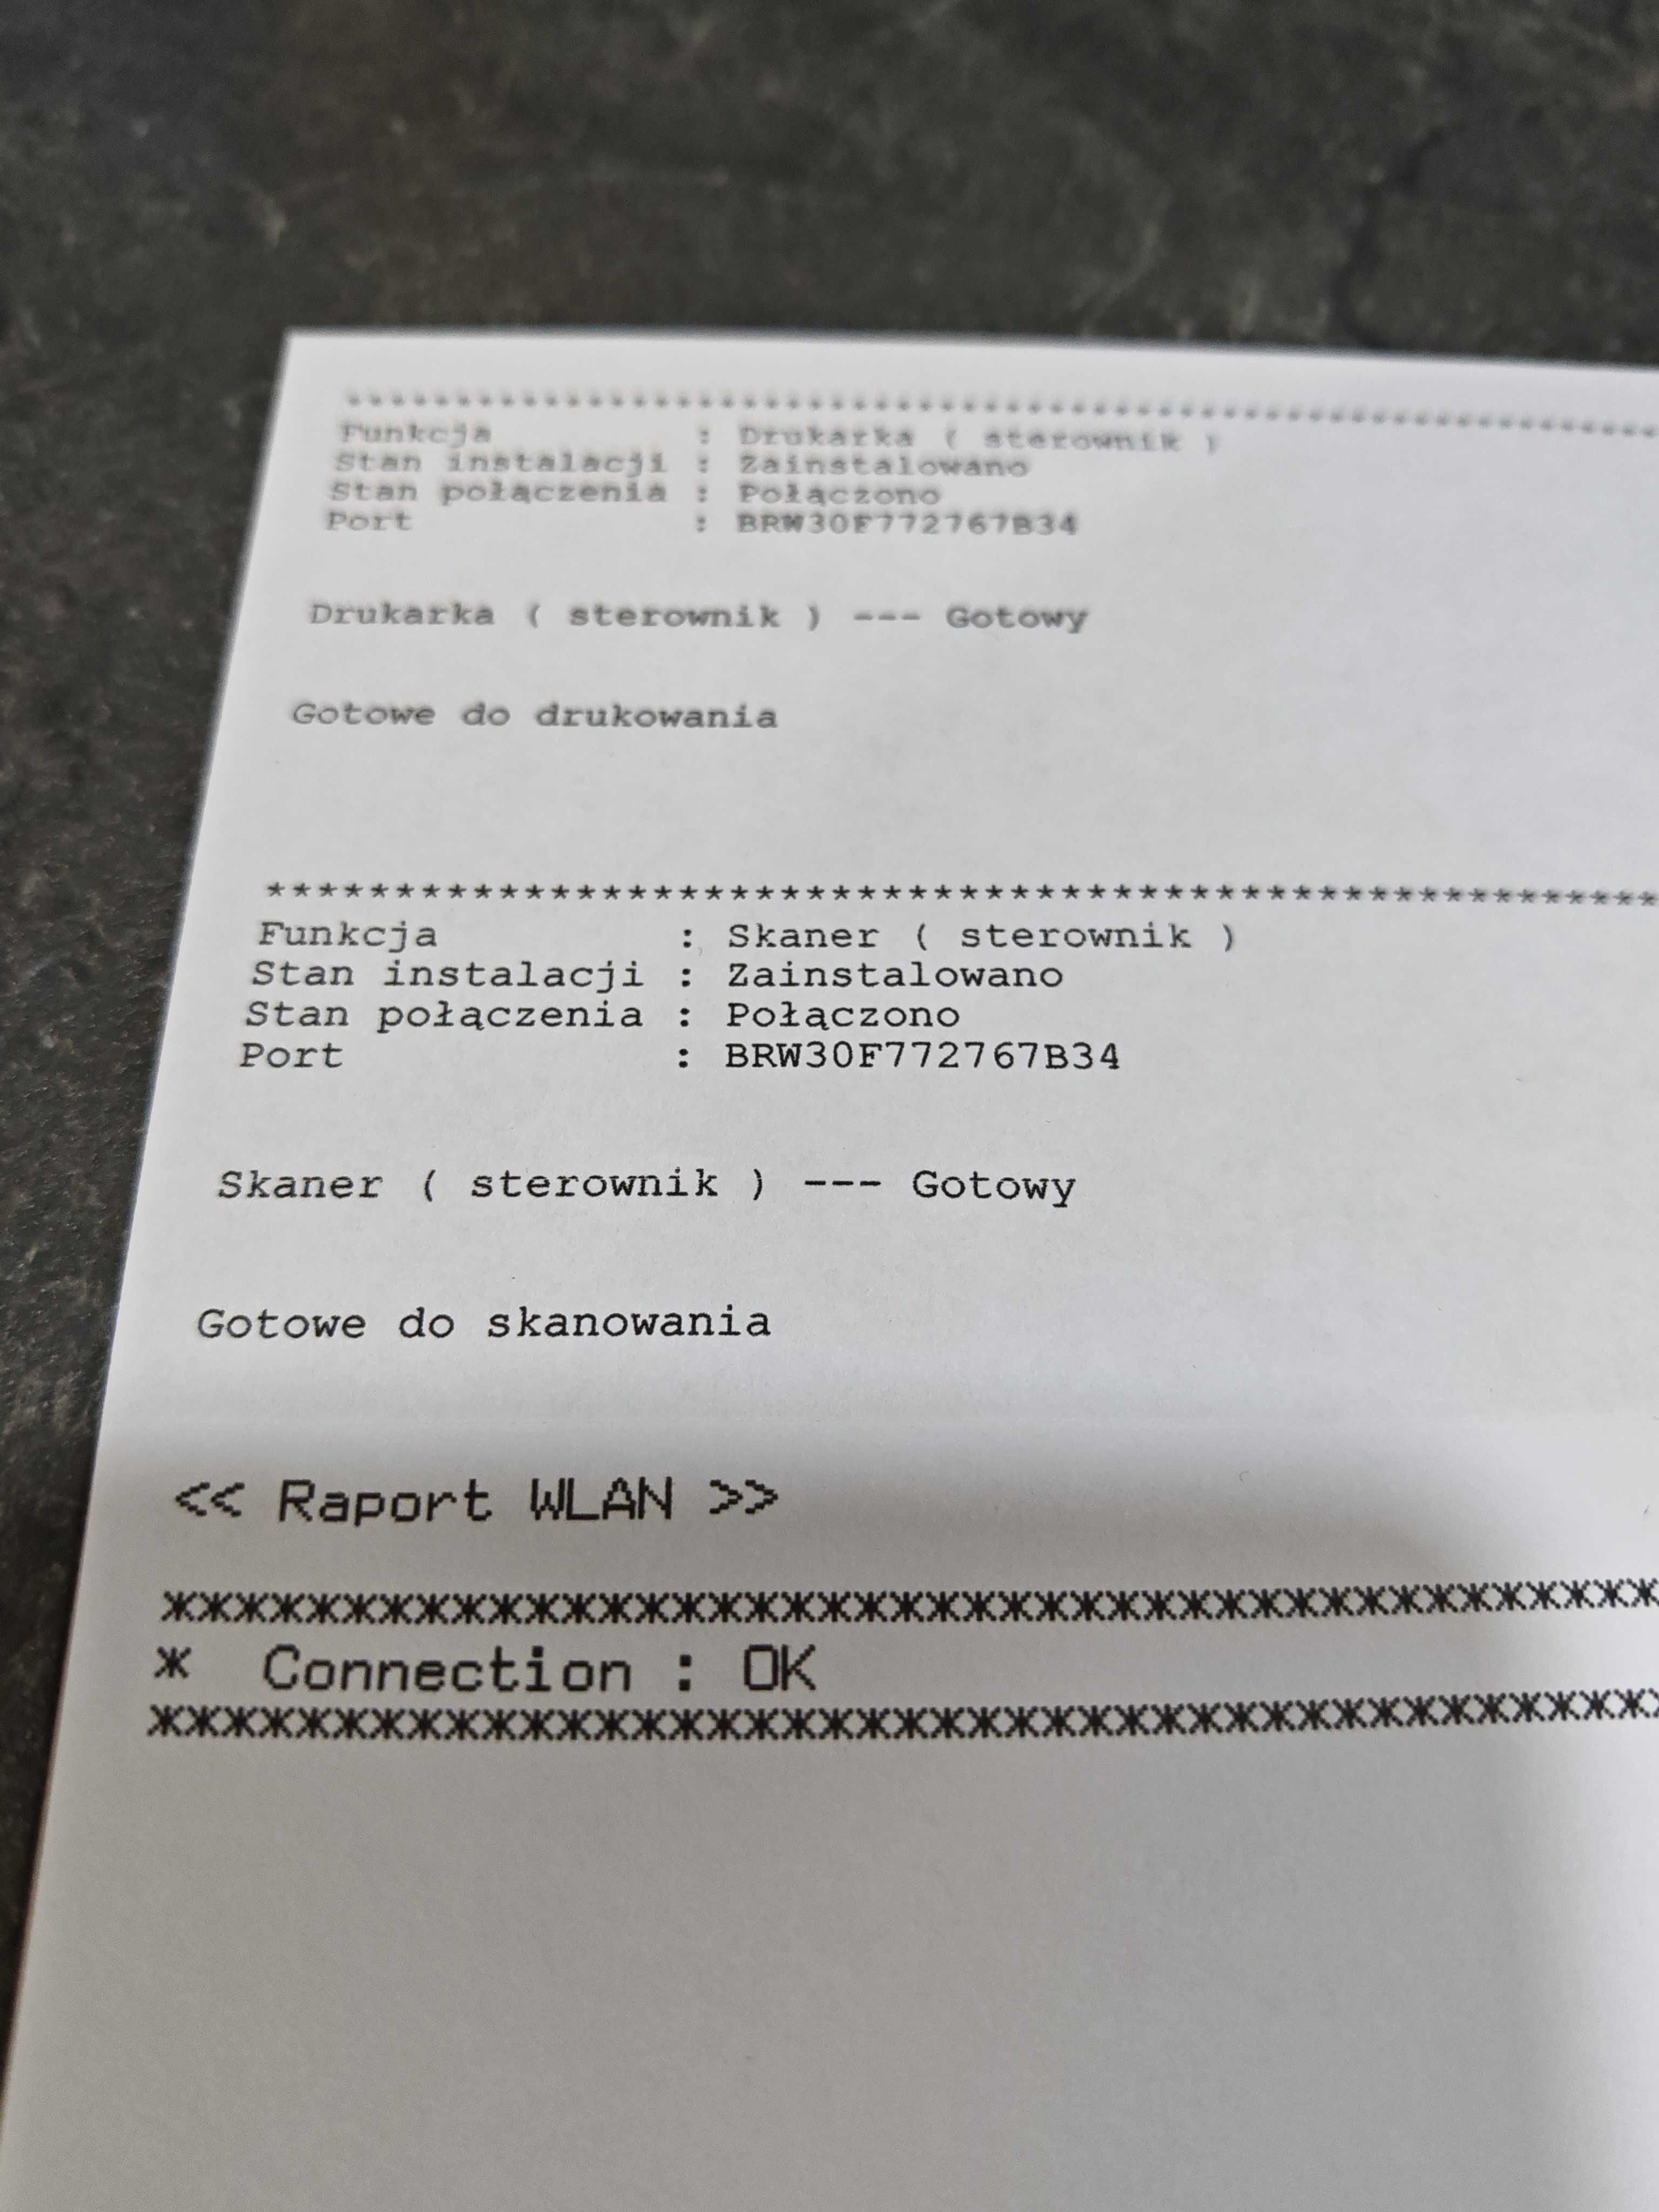 *******************************************************
Funkcja : Drukarka ( sterownik )
Stan instalacji : Zainstalowano
Stan połączenia : Połączono
Port : BRW30F772767B34
Drukarka ( sterownik ) --- Gotowy
Gotowe do drukowania
*******************************************************
Funkcja : Skaner ( sterownik )
Stan instalacji : Zainstalowano
Stan połączenia : Połączono
Port : BRW30F772767B34
Skaner ( sterownik ) --- Gotowy
Gotowe do skanowania
<< Raport WLAN >>
******************************************
* Connection : OK
******************************************